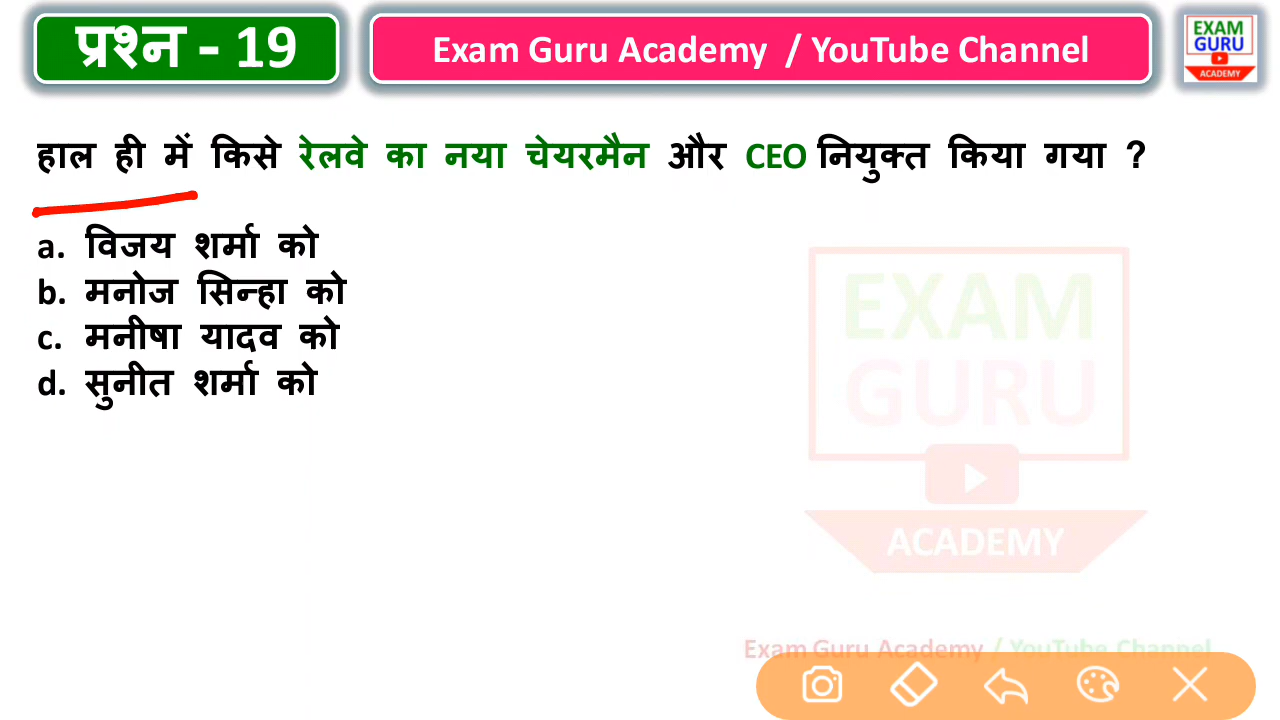 प्रश्न - 19
Exam Guru Academy / YouTube Channel
EXAM
GURU
ACADEMY
हाल ही में किसे रेलवे का नया चेयरमैन और CEO नियुक्त किया गया ?
a. विजय शर्मा को
b. मनोज सिन्हा को
c. मनीषा यादव को
d. सुनीत शर्मा को
EXAM
GURU
ACADEMY
Exam Guru Academy / YouTube Channel